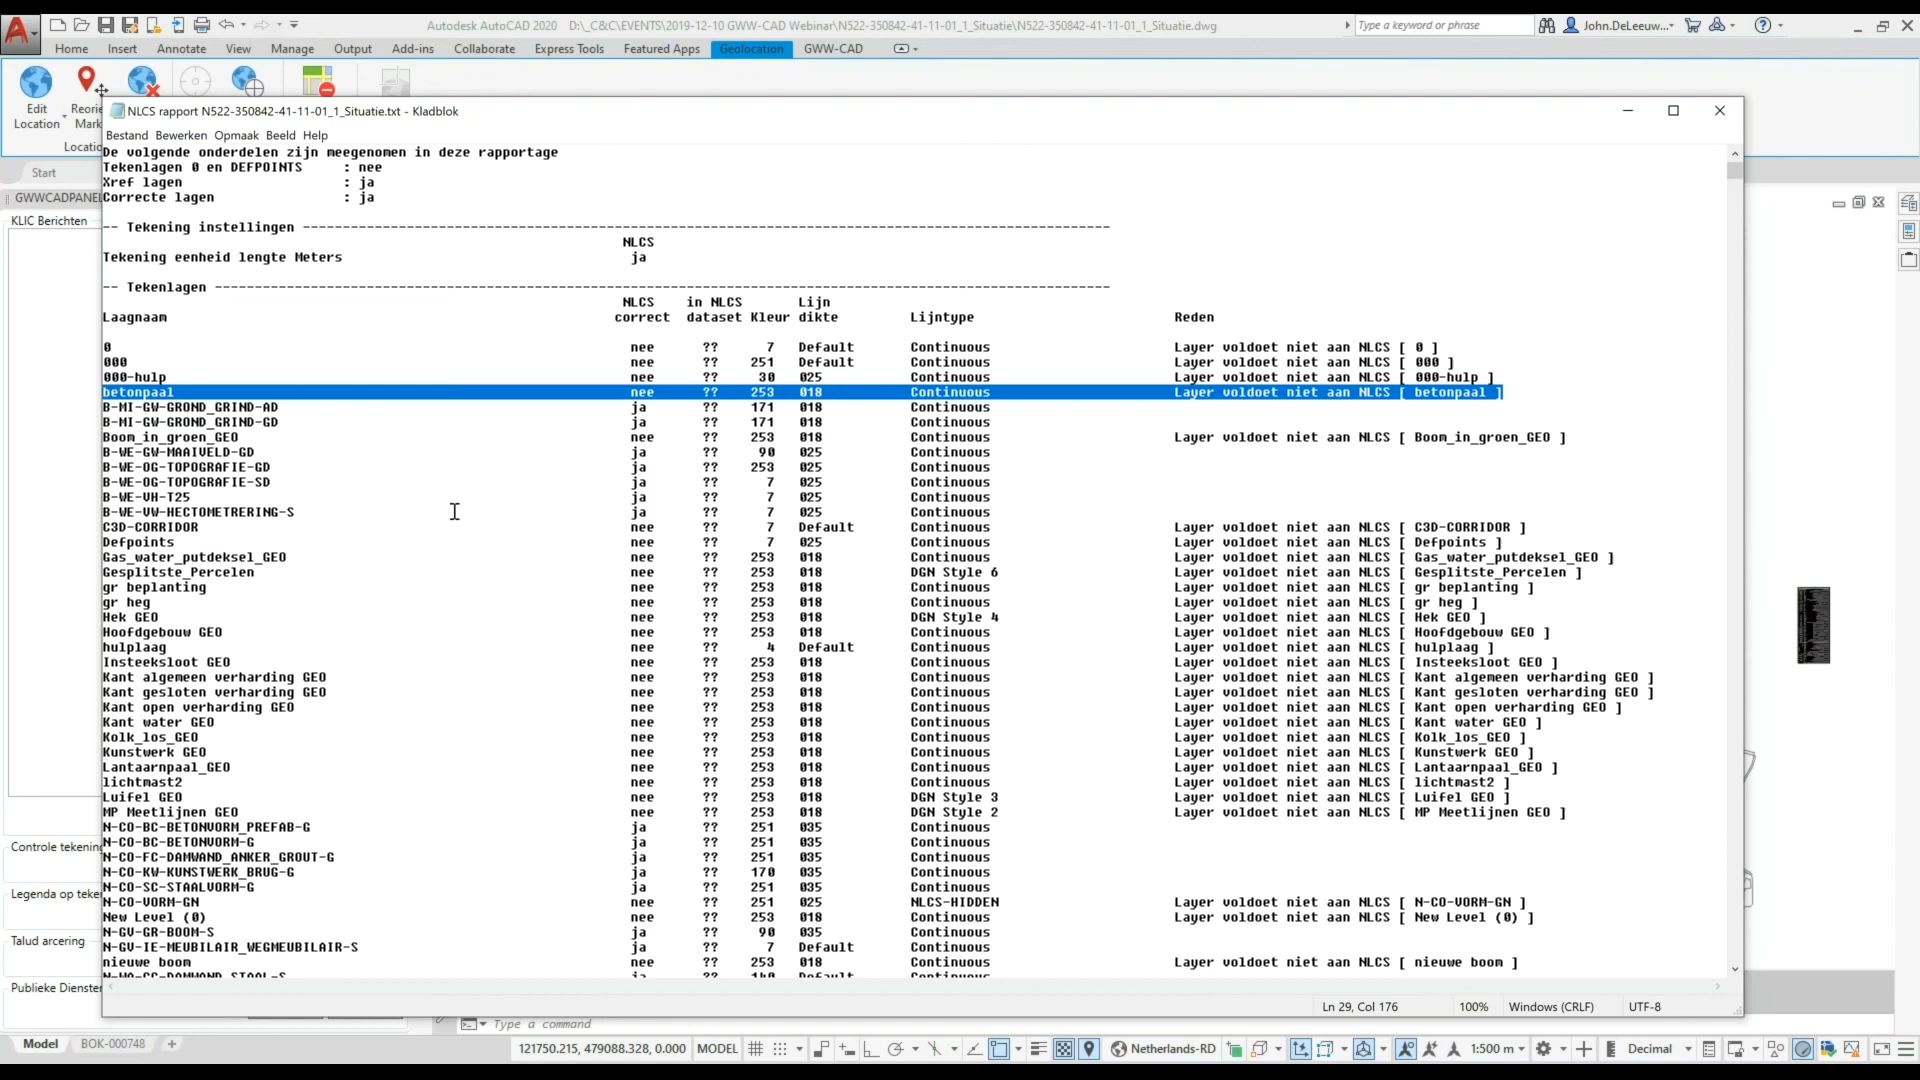 Autodesk AutoCAD 2020 D:\_C&C\EVENTS\2019-12-10 GWW-CAD Webinar\N522-350842-41-11-01_1_Situatie\N522-350842-41-11-01_1_Situatie.dwg
Type a keyword or phrase
John.DeLeeuw...
Home Insert Annotate View Manage Output Add-ins Collaborate Express Tools Featured Apps Geolocation GWW-CAD
Edit
Location
Start
KLIC Berichten
NLCS rapport N522-350842-41-11-01_1_Situatie.txt - Kladblok
Bestand Bewerken Opmaak Beeld Help
De volgende onderdelen zijn meegenomen in deze rapportage
Tekenlagen 0 en DEFPOINTS : nee
Xref lagen : ja
Correcte lagen : ja
-- Tekening instellingen ----------
NLCS
Tekening eenheid lengte Meters ja
-- Tekenlagen ----------
NLCS in NLCS Lijn
Laagnaam correct dataset Kleur dikte Lijntype Reden
0 nee ?? 7 Default Continuous Layer voldoet niet aan NLCS [ 0 ]
000 nee ?? 251 Default Continuous Layer voldoet niet aan NLCS [ 000 ]
000-hulp nee ?? 30 025 Continuous Layer voldoet niet aan NLCS [ 000-hulp ]
betonpaal nee ?? 253 018 Continuous Layer voldoet niet aan NLCS [ betonpaal ]
B-MI-GW-GROND_GRIND-AD ja ?? 171 018 Continuous
B-MI-GW-GROND_GRIND-GD ja ?? 171 018 Continuous
Boom_in_groen_GEO nee ?? 253 018 Continuous Layer voldoet niet aan NLCS [ Boom_in_groen_GEO ]
B-WE-GW-MAAIVELD-GD ja ?? 90 025 Continuous
B-WE-OG-TOPOGRAFIE-GD ja ?? 253 025 Continuous
B-WE-OG-TOPOGRAFIE-SD ja ?? 7 025 Continuous
B-WE-VH-T25 ja ?? 7 025 Continuous
B-WE-VW-HECTOMETRERING-S ja ?? 7 025 Continuous
C3D-CORRIDOR nee ?? 7 Default Continuous Layer voldoet niet aan NLCS [ C3D-CORRIDOR ]
Defpoints nee ?? 7 025 Continuous Layer voldoet niet aan NLCS [ Defpoints ]
Gas_water_putdeksel_GEO nee ?? 253 018 Continuous Layer voldoet niet aan NLCS [ Gas_water_putdeksel_GEO ]
Gesplitste_Percelen nee ?? 253 018 DGN Style 6 Layer voldoet niet aan NLCS [ Gesplitste_Percelen ]
gr beplanting nee ?? 253 018 Continuous Layer voldoet niet aan NLCS [ gr beplanting ]
gr heg nee ?? 253 018 Continuous Layer voldoet niet aan NLCS [ gr heg ]
Hek GEO nee ?? 253 018 DGN Style 4 Layer voldoet niet aan NLCS [ Hek GEO ]
Hoofdgebouw GEO nee ?? 253 018 Continuous Layer voldoet niet aan NLCS [ Hoofdgebouw GEO ]
hulplaag nee ?? 4 Default Continuous Layer voldoet niet aan NLCS [ hulplaag ]
Insteeksloot GEO nee ?? 253 018 Continuous Layer voldoet niet aan NLCS [ Insteeksloot GEO ]
Kant algemeen verharding GEO nee ?? 253 018 Continuous Layer voldoet niet aan NLCS [ Kant algemeen verharding GEO ]
Kant gesloten verharding GEO nee ?? 253 018 Continuous Layer voldoet niet aan NLCS [ Kant gesloten verharding GEO ]
Kant open verharding GEO nee ?? 253 018 Continuous Layer voldoet niet aan NLCS [ Kant open verharding GEO ]
Kant water GEO nee ?? 253 018 Continuous Layer voldoet niet aan NLCS [ Kant water GEO ]
Kolk_los_GEO nee ?? 253 018 Continuous Layer voldoet niet aan NLCS [ Kolk_los_GEO ]
Kunstwerk GEO nee ?? 253 018 Continuous Layer voldoet niet aan NLCS [ Kunstwerk GEO ]
Lantaarnpaal_GEO nee ?? 253 018 Continuous Layer voldoet niet aan NLCS [ Lantaarnpaal_GEO ]
lichtmast2 nee ?? 253 018 Continuous Layer voldoet niet aan NLCS [ lichtmast2 ]
Luifel GEO nee ?? 253 018 DGN Style 3 Layer voldoet niet aan NLCS [ Luifel GEO ]
MP Meetlijnen GEO nee ?? 253 018 DGN Style 2 Layer voldoet niet aan NLCS [ MP Meetlijnen GEO ]
N-CO-BC-BETONVORM_PREFAB-G ja ?? 251 035 Continuous
N-CO-BC-BETONVORM-G ja ?? 251 035 Continuous
N-CO-FC-DAMWAND_ANKER_GROUT-G ja ?? 251 035 Continuous
N-CO-KW-KUNSTWERK_BRUG-G ja ?? 170 035 Continuous
N-CO-SC-STAALVORM-G ja ?? 251 035 Continuous
N-CO-VORM-GN nee ?? 251 025 NLCS-HIDDEN Layer voldoet niet aan NLCS [ N-CO-VORM-GN ]
New Level (0) nee ?? 253 018 Continuous Layer voldoet niet aan NLCS [ New Level (0) ]
N-GV-GR-BOOM-S ja ?? 90 035 Continuous
N-GV-IE-MEUBILAIR_WEGMEUBILAIR-S ja ?? 7 Default Continuous
nieuwe boom nee ?? 253 018 Continuous Layer voldoet niet aan NLCS [ nieuwe boom ]
Ln 29, Col 176 100% Windows (CRLF) UTF-8
Type a command
Model BOK-000748
121750.215, 479088.328, 0.000 MODEL Netherlands-RD 1:500 m Decimal